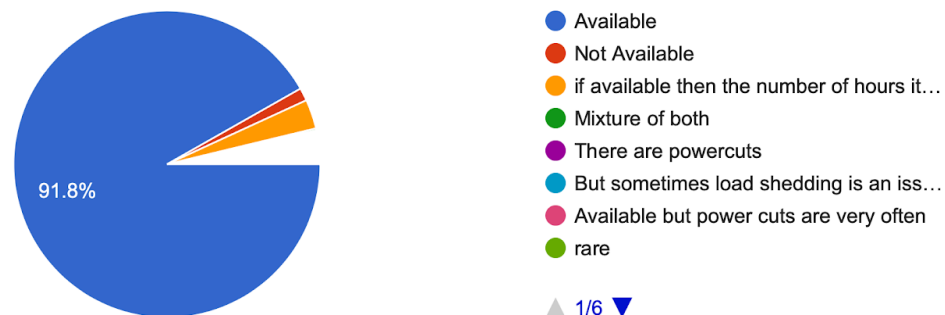 91.8%
Available
Not Available
if available then the number of hours it…
Mixture of both
There are powercuts
But sometimes load shedding is an iss…
Available but power cuts are very often
rare
1/6